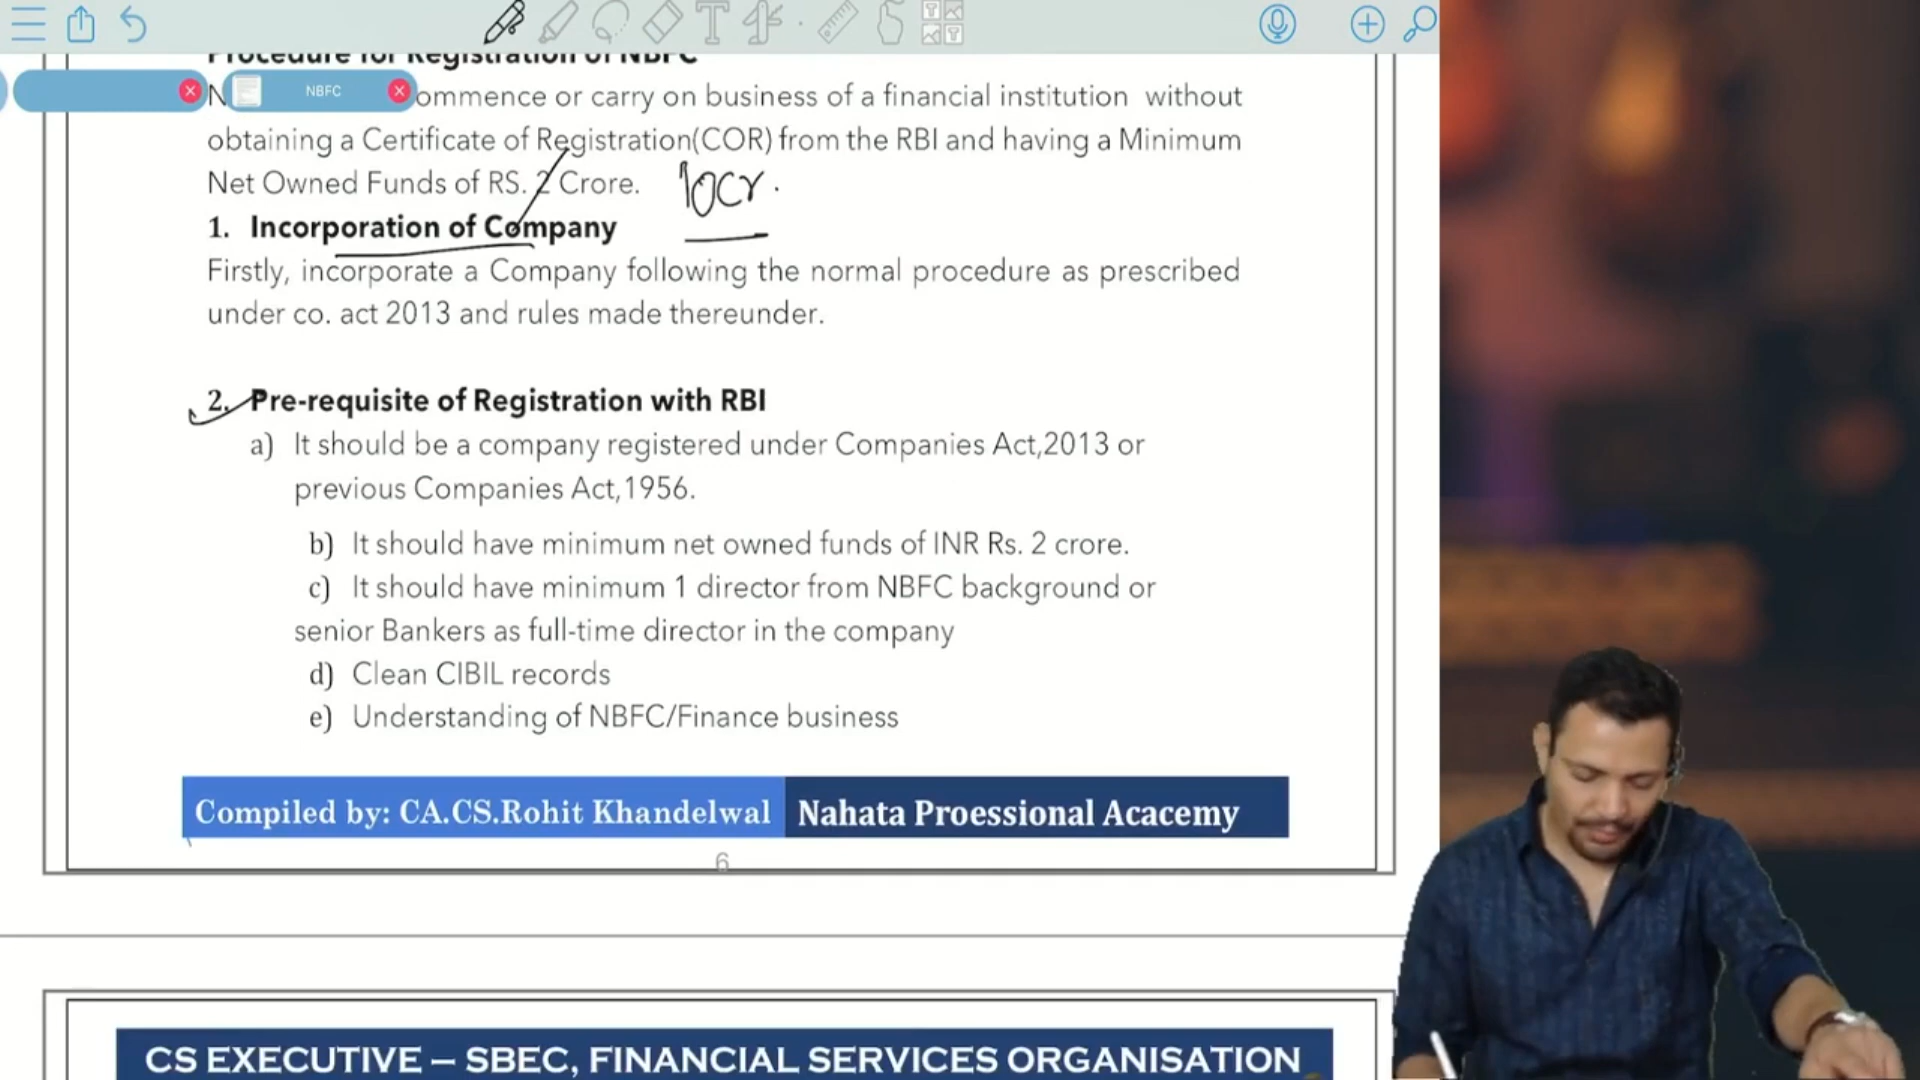 Procedure for Registration of NBFC
NBFC
ommence or carry on business of a financial institution without
obtaining a Certificate of Registration(COR) from the RBI and having a Minimum
Net Owned Funds of RS. 2 Crore. 10cr.
1. Incorporation of Company
Firstly, incorporate a Company following the normal procedure as prescribed
under co. act 2013 and rules made thereunder.
2. Pre-requisite of Registration with RBI
a) It should be a company registered under Companies Act,2013 or
previous Companies Act,1956.
b) It should have minimum net owned funds of INR Rs. 2 crore.
c) It should have minimum 1 director from NBFC background or
senior Bankers as full-time director in the company
d) Clean CIBIL records
e) Understanding of NBFC/Finance business
Compiled by: CA.CS.Rohit Khandelwal Nahata Proessional Acacemy
6
CS EXECUTIVE – SBEC, FINANCIAL SERVICES ORGANISATION